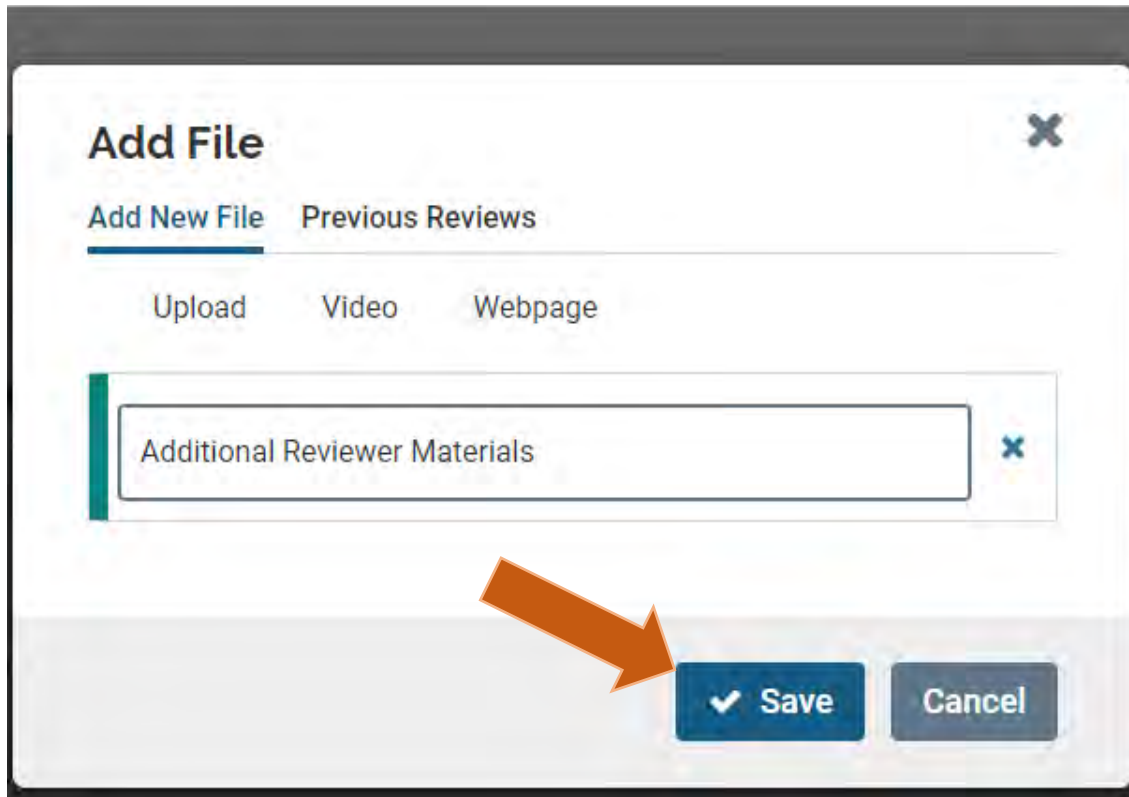 Add File
Add New File Previous Reviews
Upload Video Webpage
Additional Reviewer Materials
Save Cancel